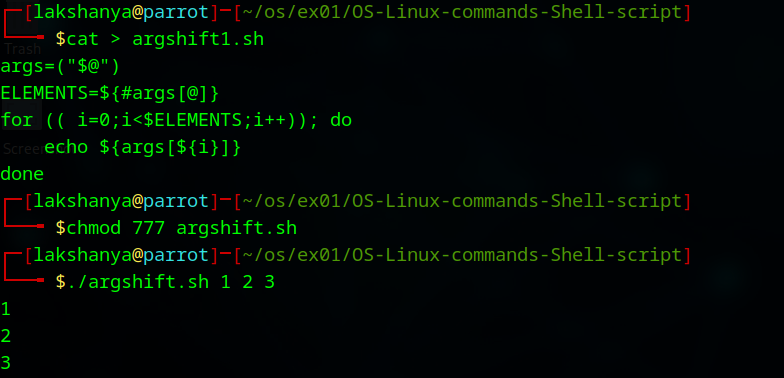 [lakshanya@parrot]─[~/os/ex01/OS-Linux-commands-Shell-script]
$cat > argshift1.sh
Trash
args=("$@")
ELEMENTS=${#args[@]}
for (( i=0;i<$ELEMENTS;i++)); do
echo ${args[${i}]}
done
[lakshanya@parrot]─[~/os/ex01/OS-Linux-commands-Shell-script]
$chmod 777 argshift.sh
[lakshanya@parrot]─[~/os/ex01/OS-Linux-commands-Shell-script]
$./argshift.sh 1 2 3
1
2
3